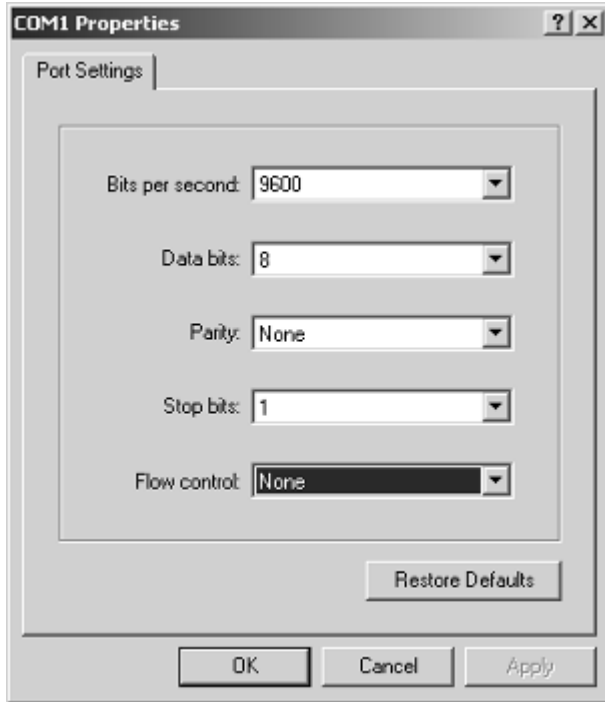 COM1 Properties
Port Settings
Bits per second: 9600
Data bits: 8
Parity: None
Stop bits: 1
Flow control: None
Restore Defaults
OK Cancel Apply